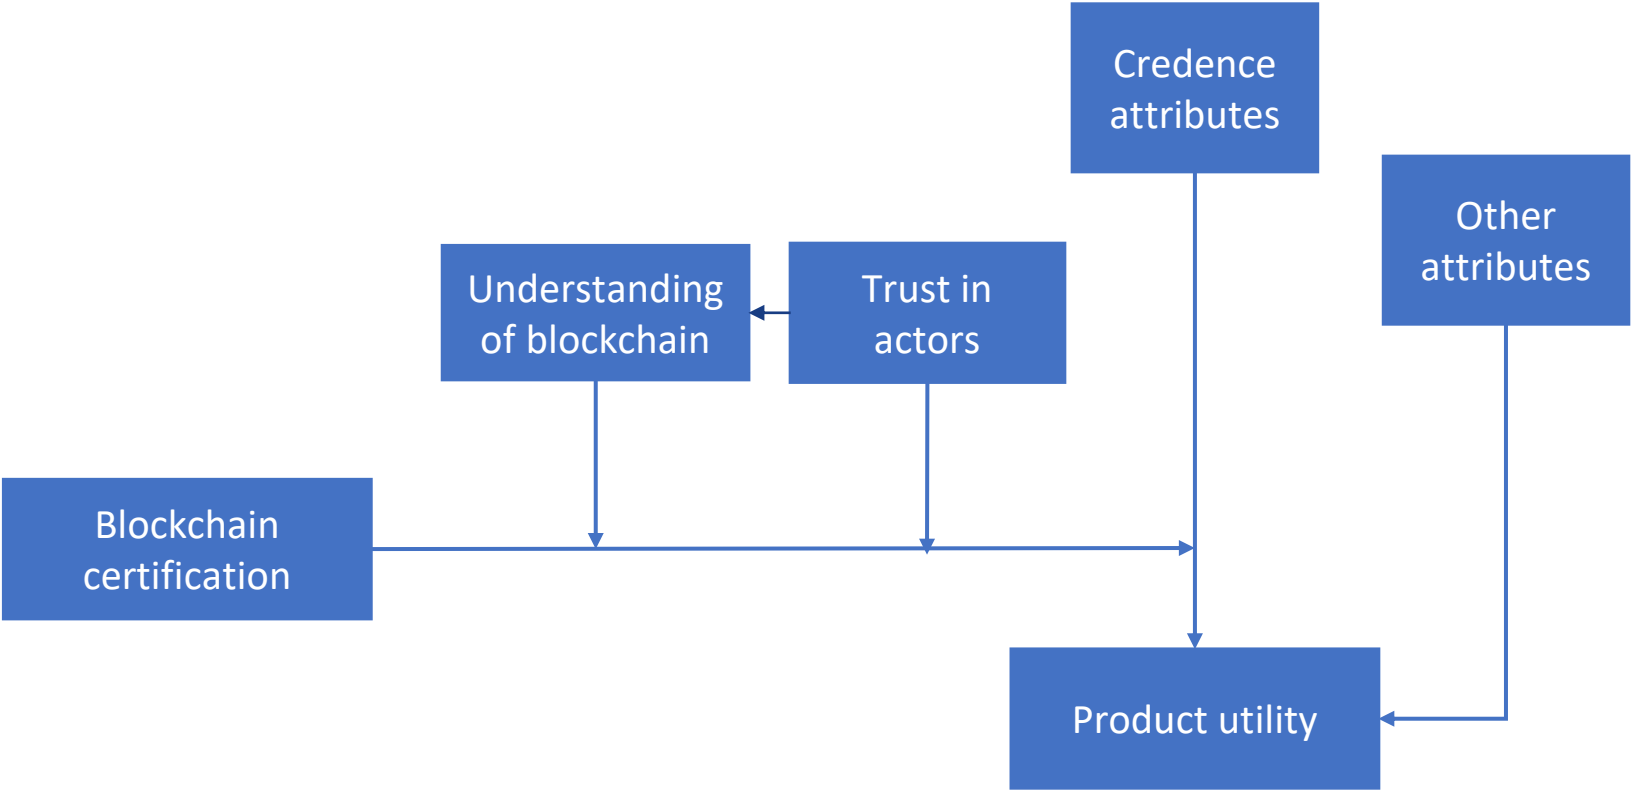 Credence
attributes
Other
attributes
Understanding
of blockchain
Trust in
actors
Blockchain
certification
Product utility